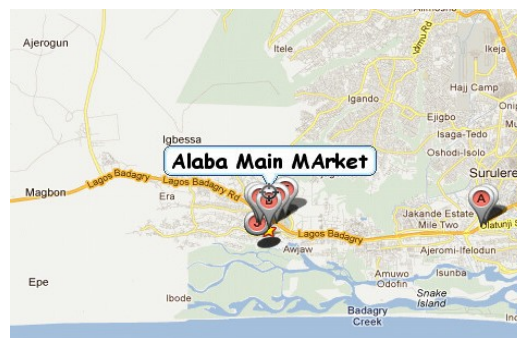 Ajerogun
Itele
Ikeja
Hajj Camp
Igando
Ejigbo
Isaga-Tedo
Oshodi-Isolo
Igbessa
Alaba Main MArket
Surulere
Lagos Badagry Rd
Lagos Badagry Rd
Magbon
Era
A
Jakande Estate
Mile Two
Lagos Badagry
Awjaw
Ajeromi-Ifelodun
Epe
Amuwo
Odofin
Isunba
Ibode
Snake
Island
Badagry
Creek